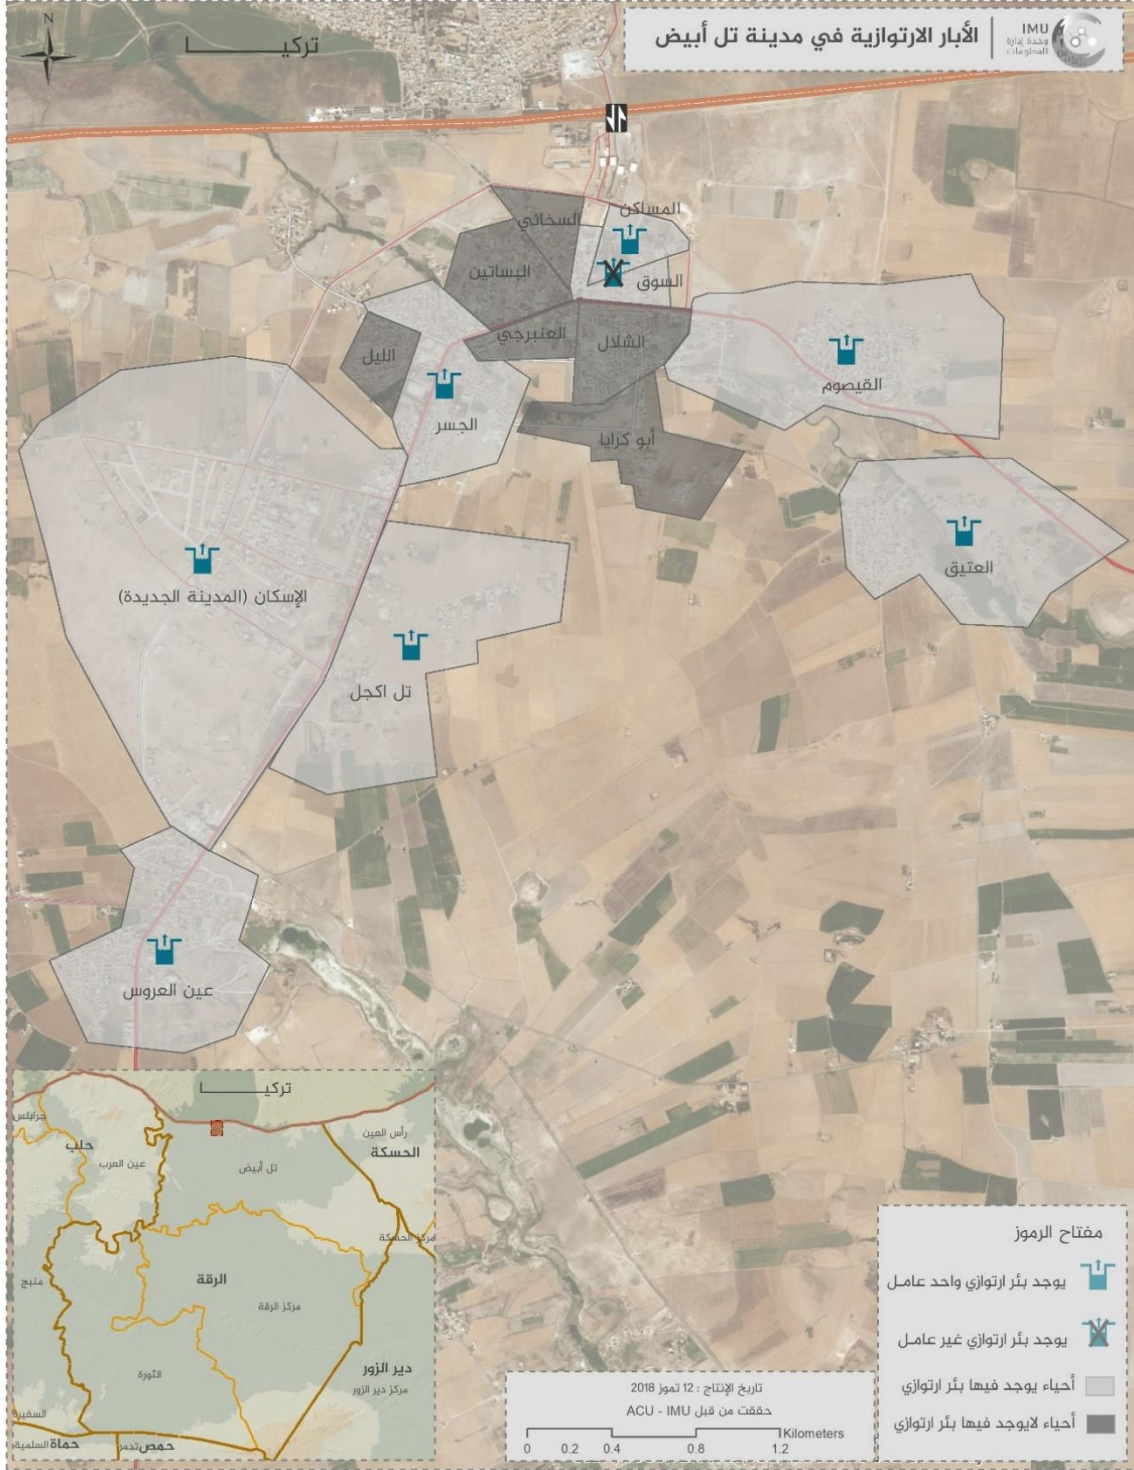 N
تركيـــــــــا
الأبار الارتوازية في مدينة تل أبيض
IMU
وحدة إدارة
المعلومات
المساكن
السخاني
البساتين
السوق
العنبرجي
الشلال
الليل
القيصوم
الجسر
أبو كرايا
العتيق
الإسكان (المدينة الجديدة)
تل اكجل
عين العروس
تركيـــــــــا
جرابلس
حلب
عين العرب
رأس العين
الحسكة
تل أبيض
مركز الحسكة
منبج
الرقة
مركز الرقة
الثورة
دير الزور
مركز دير الزور
السفيرة
حماة
السلمية
حمص
تدمر
مفتاح الرموز
يوجد بئر ارتوازي واحد عامل
يوجد بئر ارتوازي غير عامل
أحياء يوجد فيها بئر ارتوازي
أحياء لايوجد فيها بئر ارتوازي
تاريخ الإنتاج : 12 تموز 2018
حققت من قبل ACU - IMU
Kilometers
0 0.2 0.4 0.8 1.2